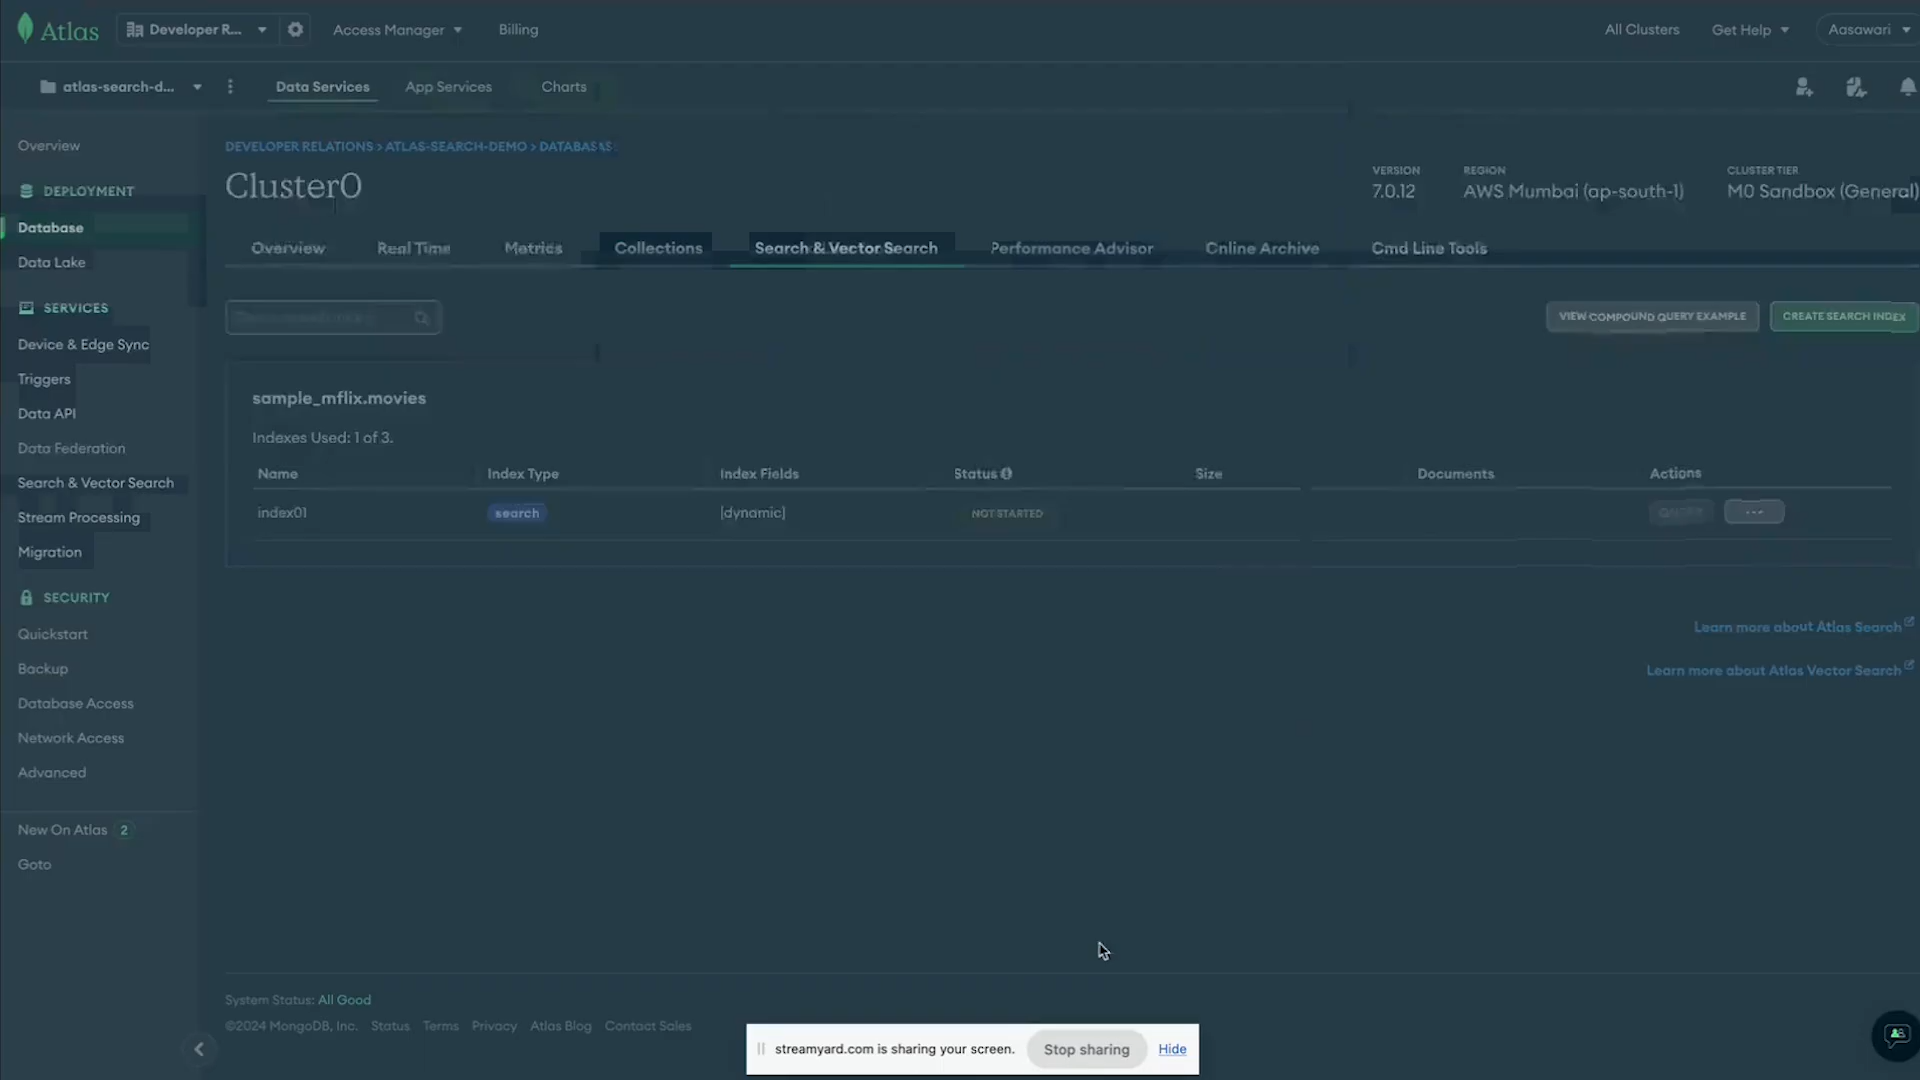 Atlas
Developer R...
Access Manager
Billing
All Clusters
Get Help
Aasawari
atlas-search-d...
Data Services
App Services
Charts
Overview
DEPLOYMENT
Database
Data Lake
SERVICES
Device & Edge Sync
Triggers
Data API
Data Federation
Search & Vector Search
Stream Processing
Migration
SECURITY
Quickstart
Backup
Database Access
Network Access
Advanced
New On Atlas 2
Goto
DEVELOPER RELATIONS > ATLAS-SEARCH-DEMO > DATABASES
Cluster0
VERSION
7.0.12
REGION
AWS Mumbai (ap-south-1)
CLUSTER TIER
M0 Sandbox (General)
Overview
Real Time
Metrics
Collections
Search & Vector Search
Performance Advisor
Online Archive
Cmd Line Tools
VIEW COMPOUND QUERY EXAMPLE
CREATE SEARCH INDEX
sample_mflix.movies
Indexes Used: 1 of 3.
Name Index Type Index Fields Status Size Documents Actions
index01 search [dynamic] NOT STARTED QUERY ...
Learn more about Atlas Search
Learn more about Atlas Vector Search
System Status: All Good
©2024 MongoDB, Inc. Status Terms Privacy Atlas Blog Contact Sales
streamyard.com is sharing your screen. Stop sharing Hide